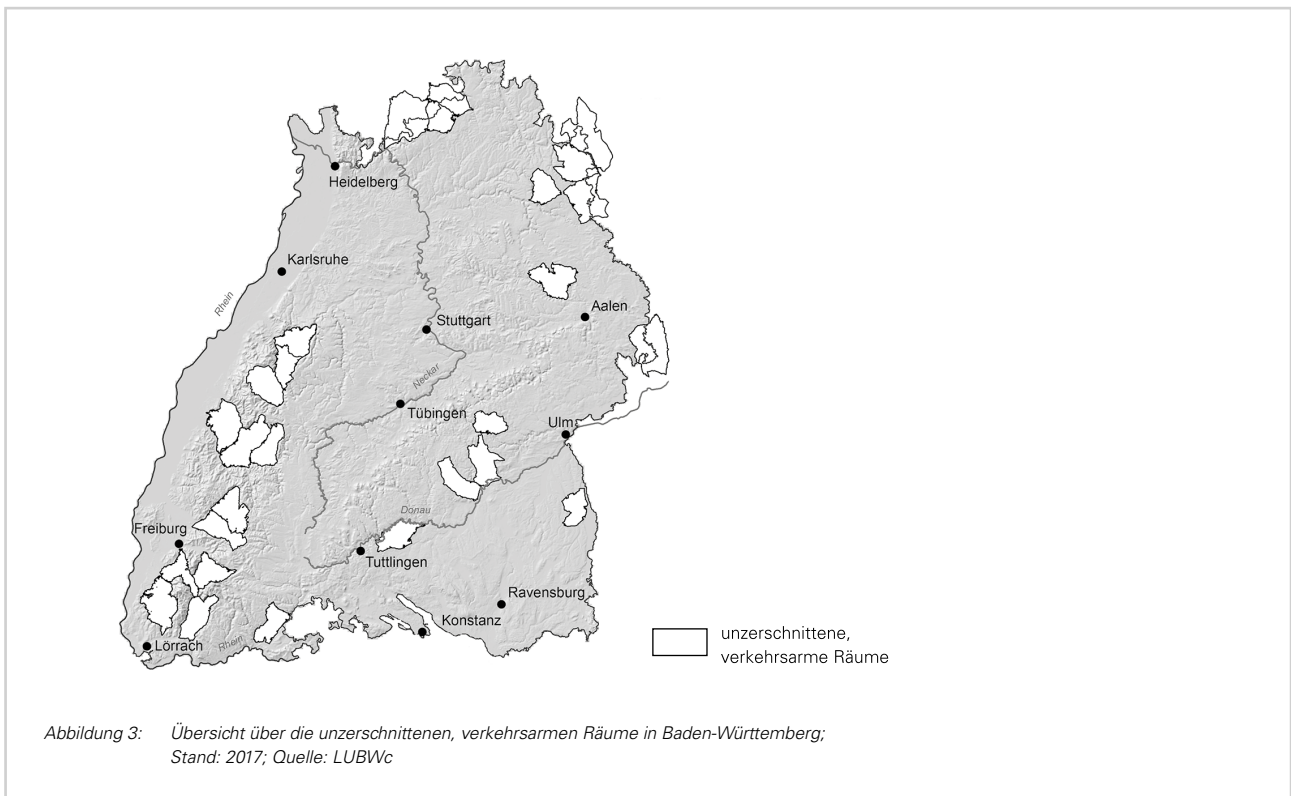 Heidelberg
Karlsruhe
Rhein
Stuttgart
Aalen
Neckar
Tübingen
Ulm
Donau
Freiburg
Tuttlingen
Ravensburg
Konstanz
Lörrach
Rhein
unzerschnittene,
verkehrsarme Räume
Abbildung 3: Übersicht über die unzerschnittenen, verkehrsarmen Räume in Baden-Württemberg;
Stand: 2017; Quelle: LUBWc